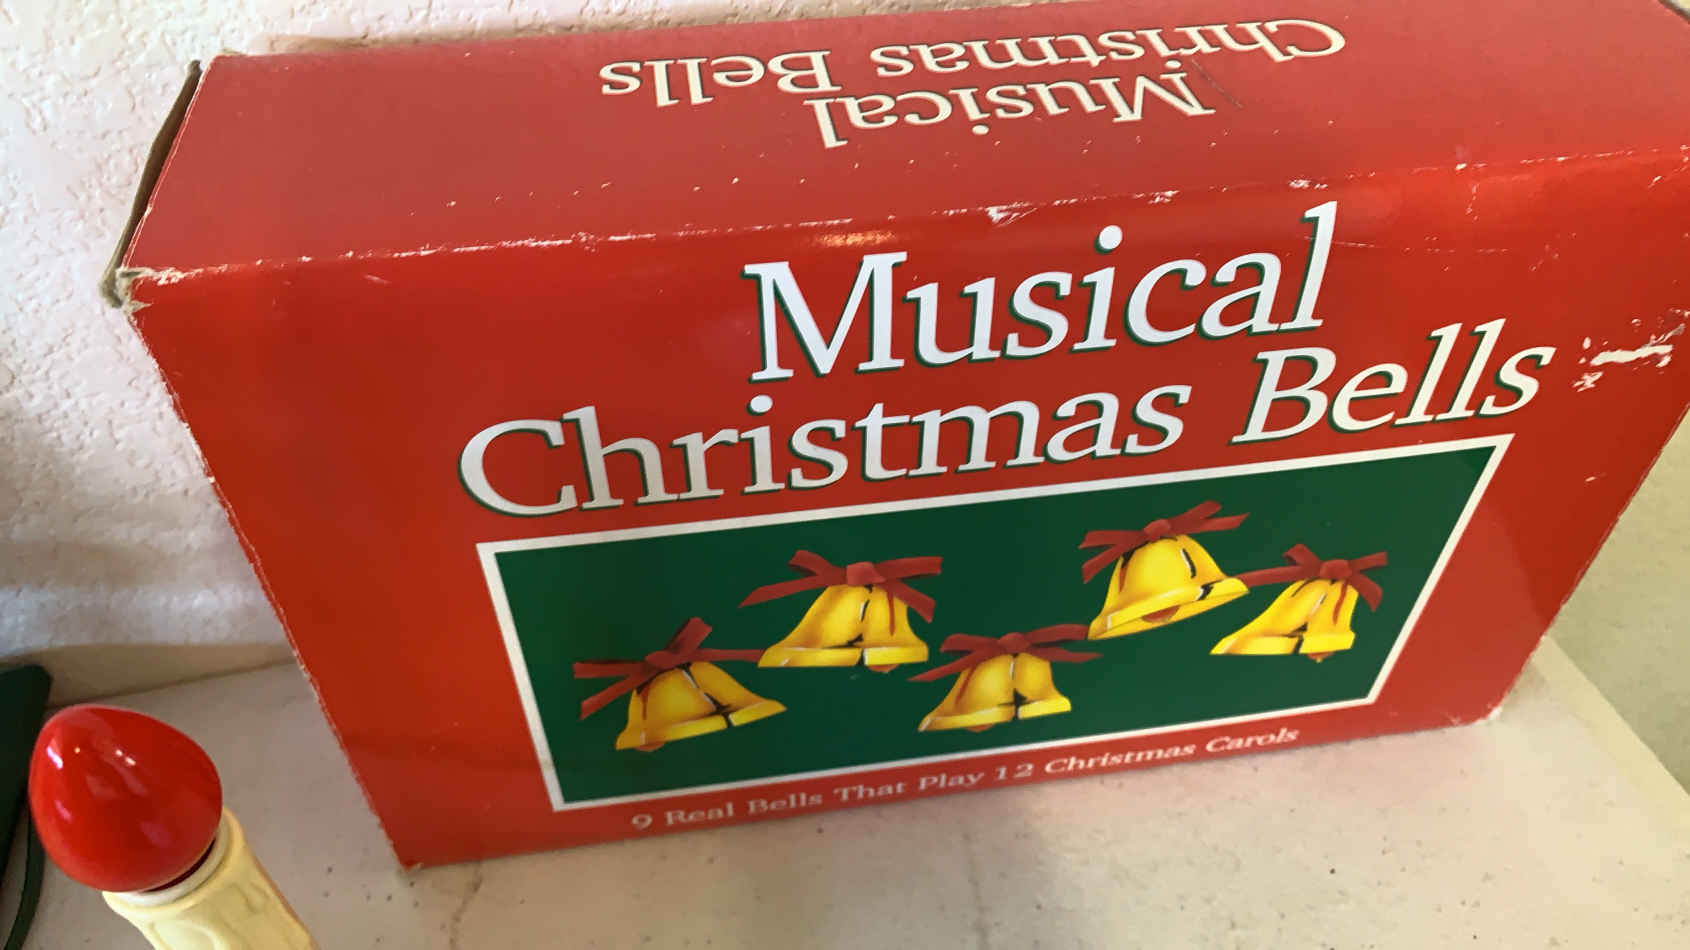 Musical
Christmas Bells
Musical
Christmas Bells
9 Real Bells That Play 12 Christmas Carols